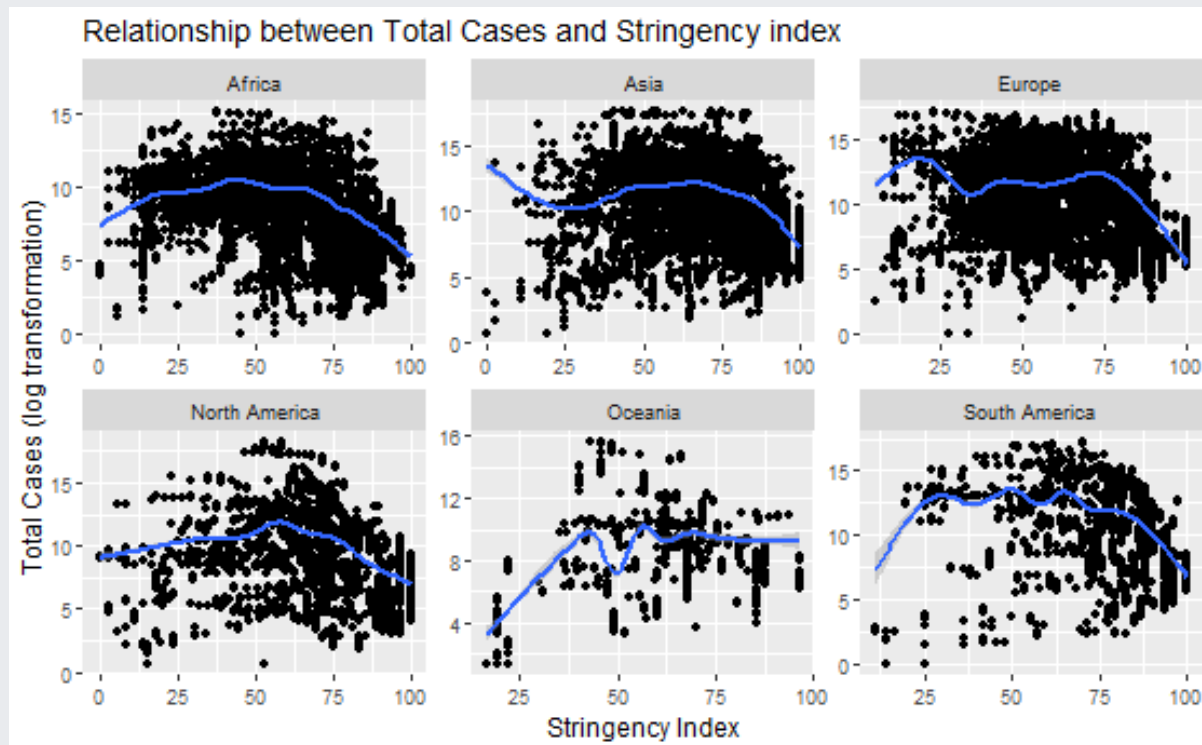 Relationship between Total Cases and Stringency index
Africa
Asia
Europe
15
10
5
0
15
10
5
0
15
10
5
0
0 25 50 75 100
0 25 50 75 100
25 50 75 100
North America
Oceania
South America
15
10
5
0
16
12
8
4
15
10
5
0
0 25 50 75 100
25 50 75 100
25 50 75 100
Total Cases (log transformation)
Stringency Index